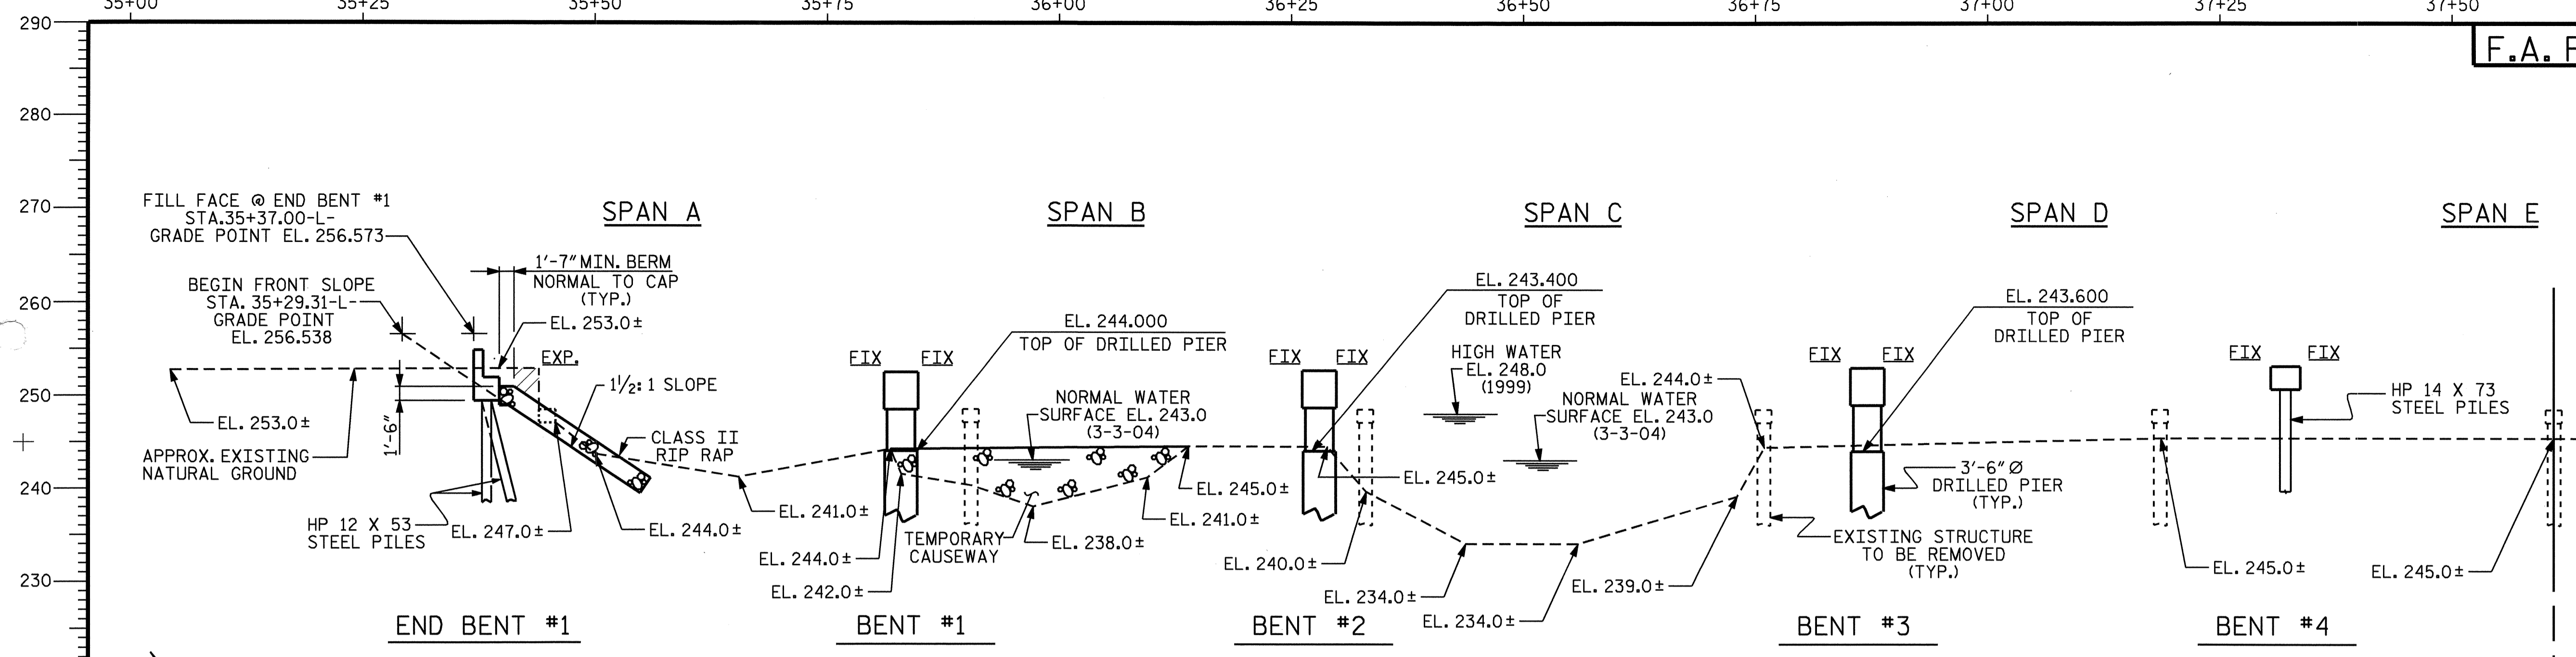 35+00 35+25 35+50 35+75 36+00 36+25 36+50 36+75 37+00 37+25 37+50
290
280
270
260
250
240
230
F.A. P
SPAN A
SPAN B
SPAN C
SPAN D
SPAN E
FILL FACE @ END BENT #1
STA.35+37.00-L-
GRADE POINT EL. 256.573
BEGIN FRONT SLOPE
STA. 35+29.31-L-
GRADE POINT
EL. 256.538
1'-7" MIN. BERM
NORMAL TO CAP
(TYP.)
EL. 253.0±
EXP.
1½:1 SLOPE
EL. 253.0±
APPROX. EXISTING
NATURAL GROUND
1'-6"
CLASS II
RIP RAP
HP 12 X 53
STEEL PILES
EL. 247.0±
EL. 244.0±
EL. 241.0±
FIX FIX
EL. 244.000
TOP OF DRILLED PIER
NORMAL WATER
SURFACE EL. 243.0
(3-3-04)
EL. 244.0±
EL. 242.0±
TEMPORARY
CAUSEWAY
EL. 238.0±
EL. 241.0±
EL. 245.0±
FIX FIX
EL. 243.400
TOP OF
DRILLED PIER
HIGH WATER
EL. 248.0
(1999)
NORMAL WATER
SURFACE EL. 243.0
(3-3-04)
EL. 245.0±
EL. 240.0±
EL. 234.0±
EL. 234.0±
EL. 239.0±
EL. 244.0±
FIX FIX
EL. 243.600
TOP OF
DRILLED PIER
3'-6" Ø
DRILLED PIER
(TYP.)
EXISTING STRUCTURE
TO BE REMOVED
(TYP.)
FIX FIX
HP 14 X 73
STEEL PILES
EL. 245.0±
EL. 245.0±
END BENT #1
BENT #1
BENT #2
BENT #3
BENT #4